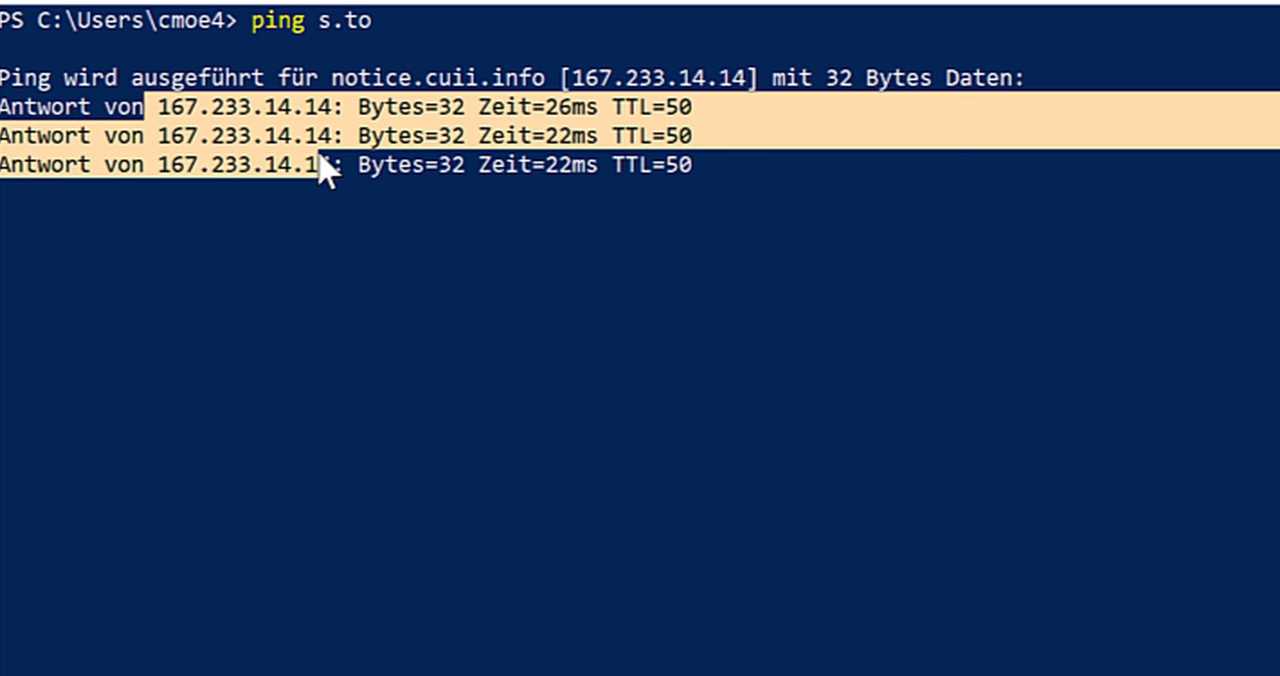 PS C:\Users\cmoe4> ping s.to
Ping wird ausgeführt für notice.cuii.info [167.233.14.14] mit 32 Bytes Daten:
Antwort von 167.233.14.14: Bytes=32 Zeit=26ms TTL=50
Antwort von 167.233.14.14: Bytes=32 Zeit=22ms TTL=50
Antwort von 167.233.14.14: Bytes=32 Zeit=22ms TTL=50